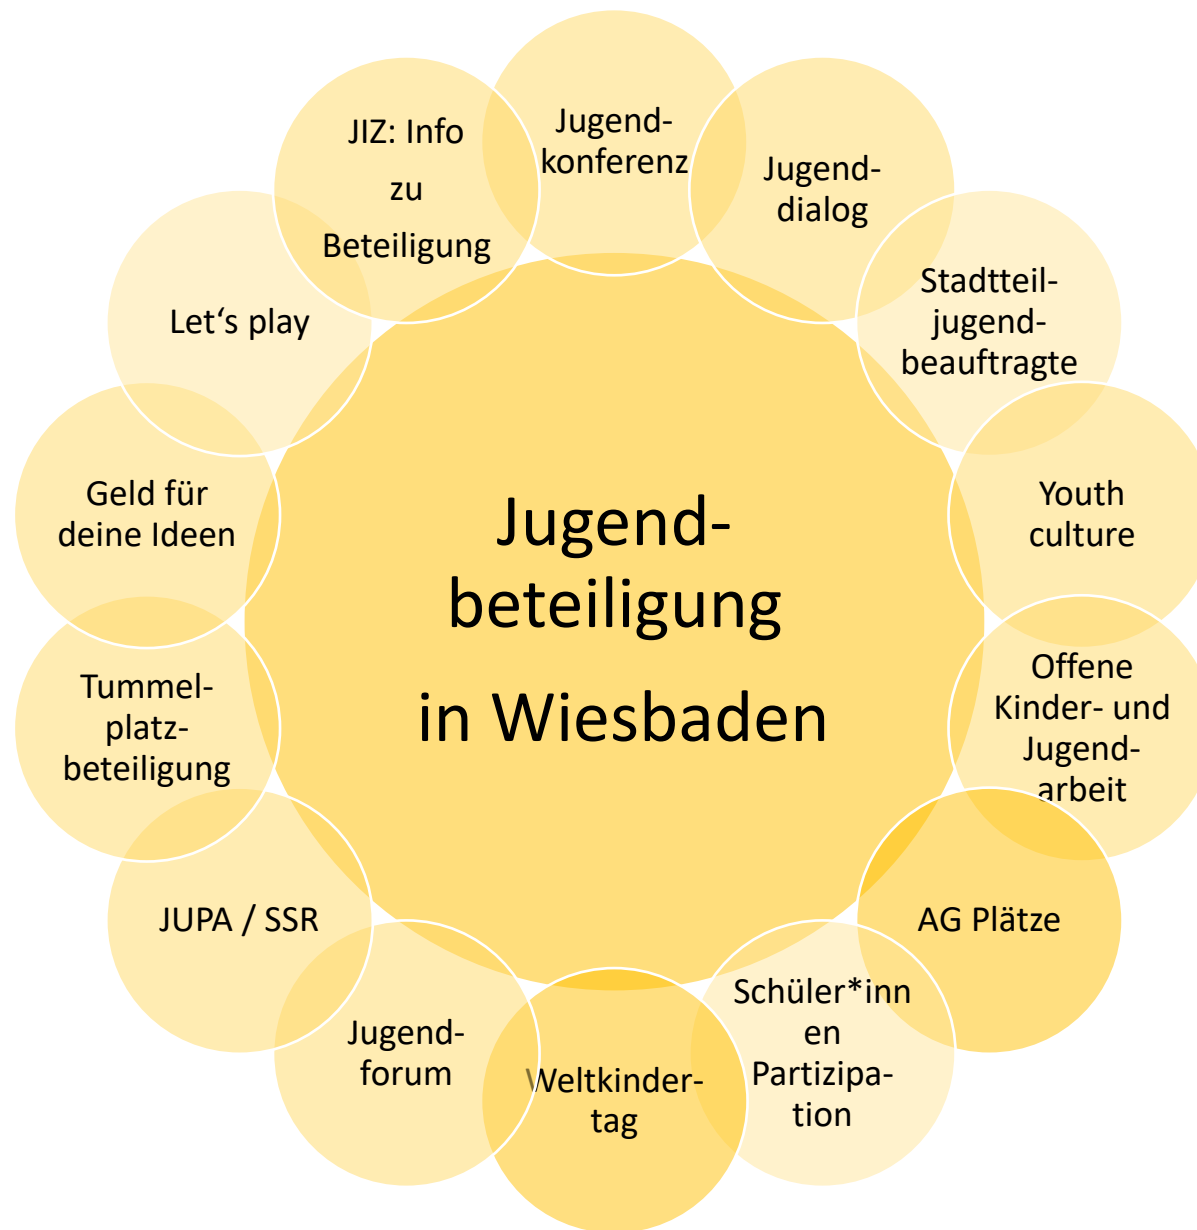 Jugend-
konferenz
Jugend-
dialog
Stadtteil-
jugend-
beauftragte
Youth
culture
Offene
Kinder- und
Jugend-
arbeit
AG Plätze
Schüler*inn
en
Partizipa-
tion
Weltkinder-
tag
Jugend-
forum
JUPA / SSR
Tummel-
platz-
beteiligung
Geld für
deine Ideen
Let‘s play
JIZ: Info
zu
Beteiligung
Jugend-
beteiligung
in Wiesbaden